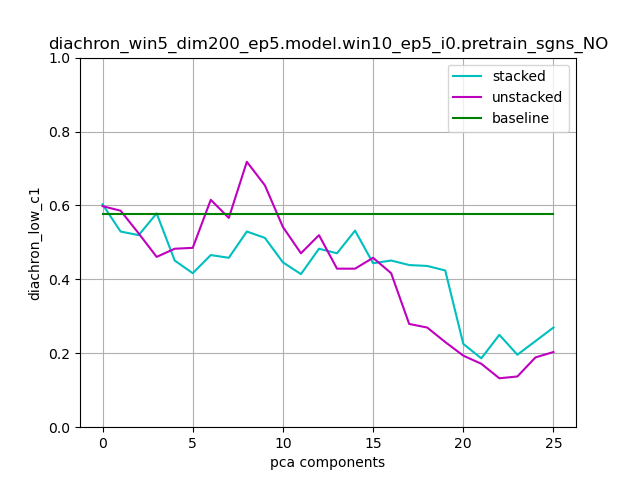 diachron_win5_dim200_ep5.model.win10_ep5_i0.pretrain_sgns_NO
stacked
unstacked
baseline
1.0
0.8
0.6
0.4
0.2
0.0
diachron_low_c1
0 5 10 15 20 25
pca components